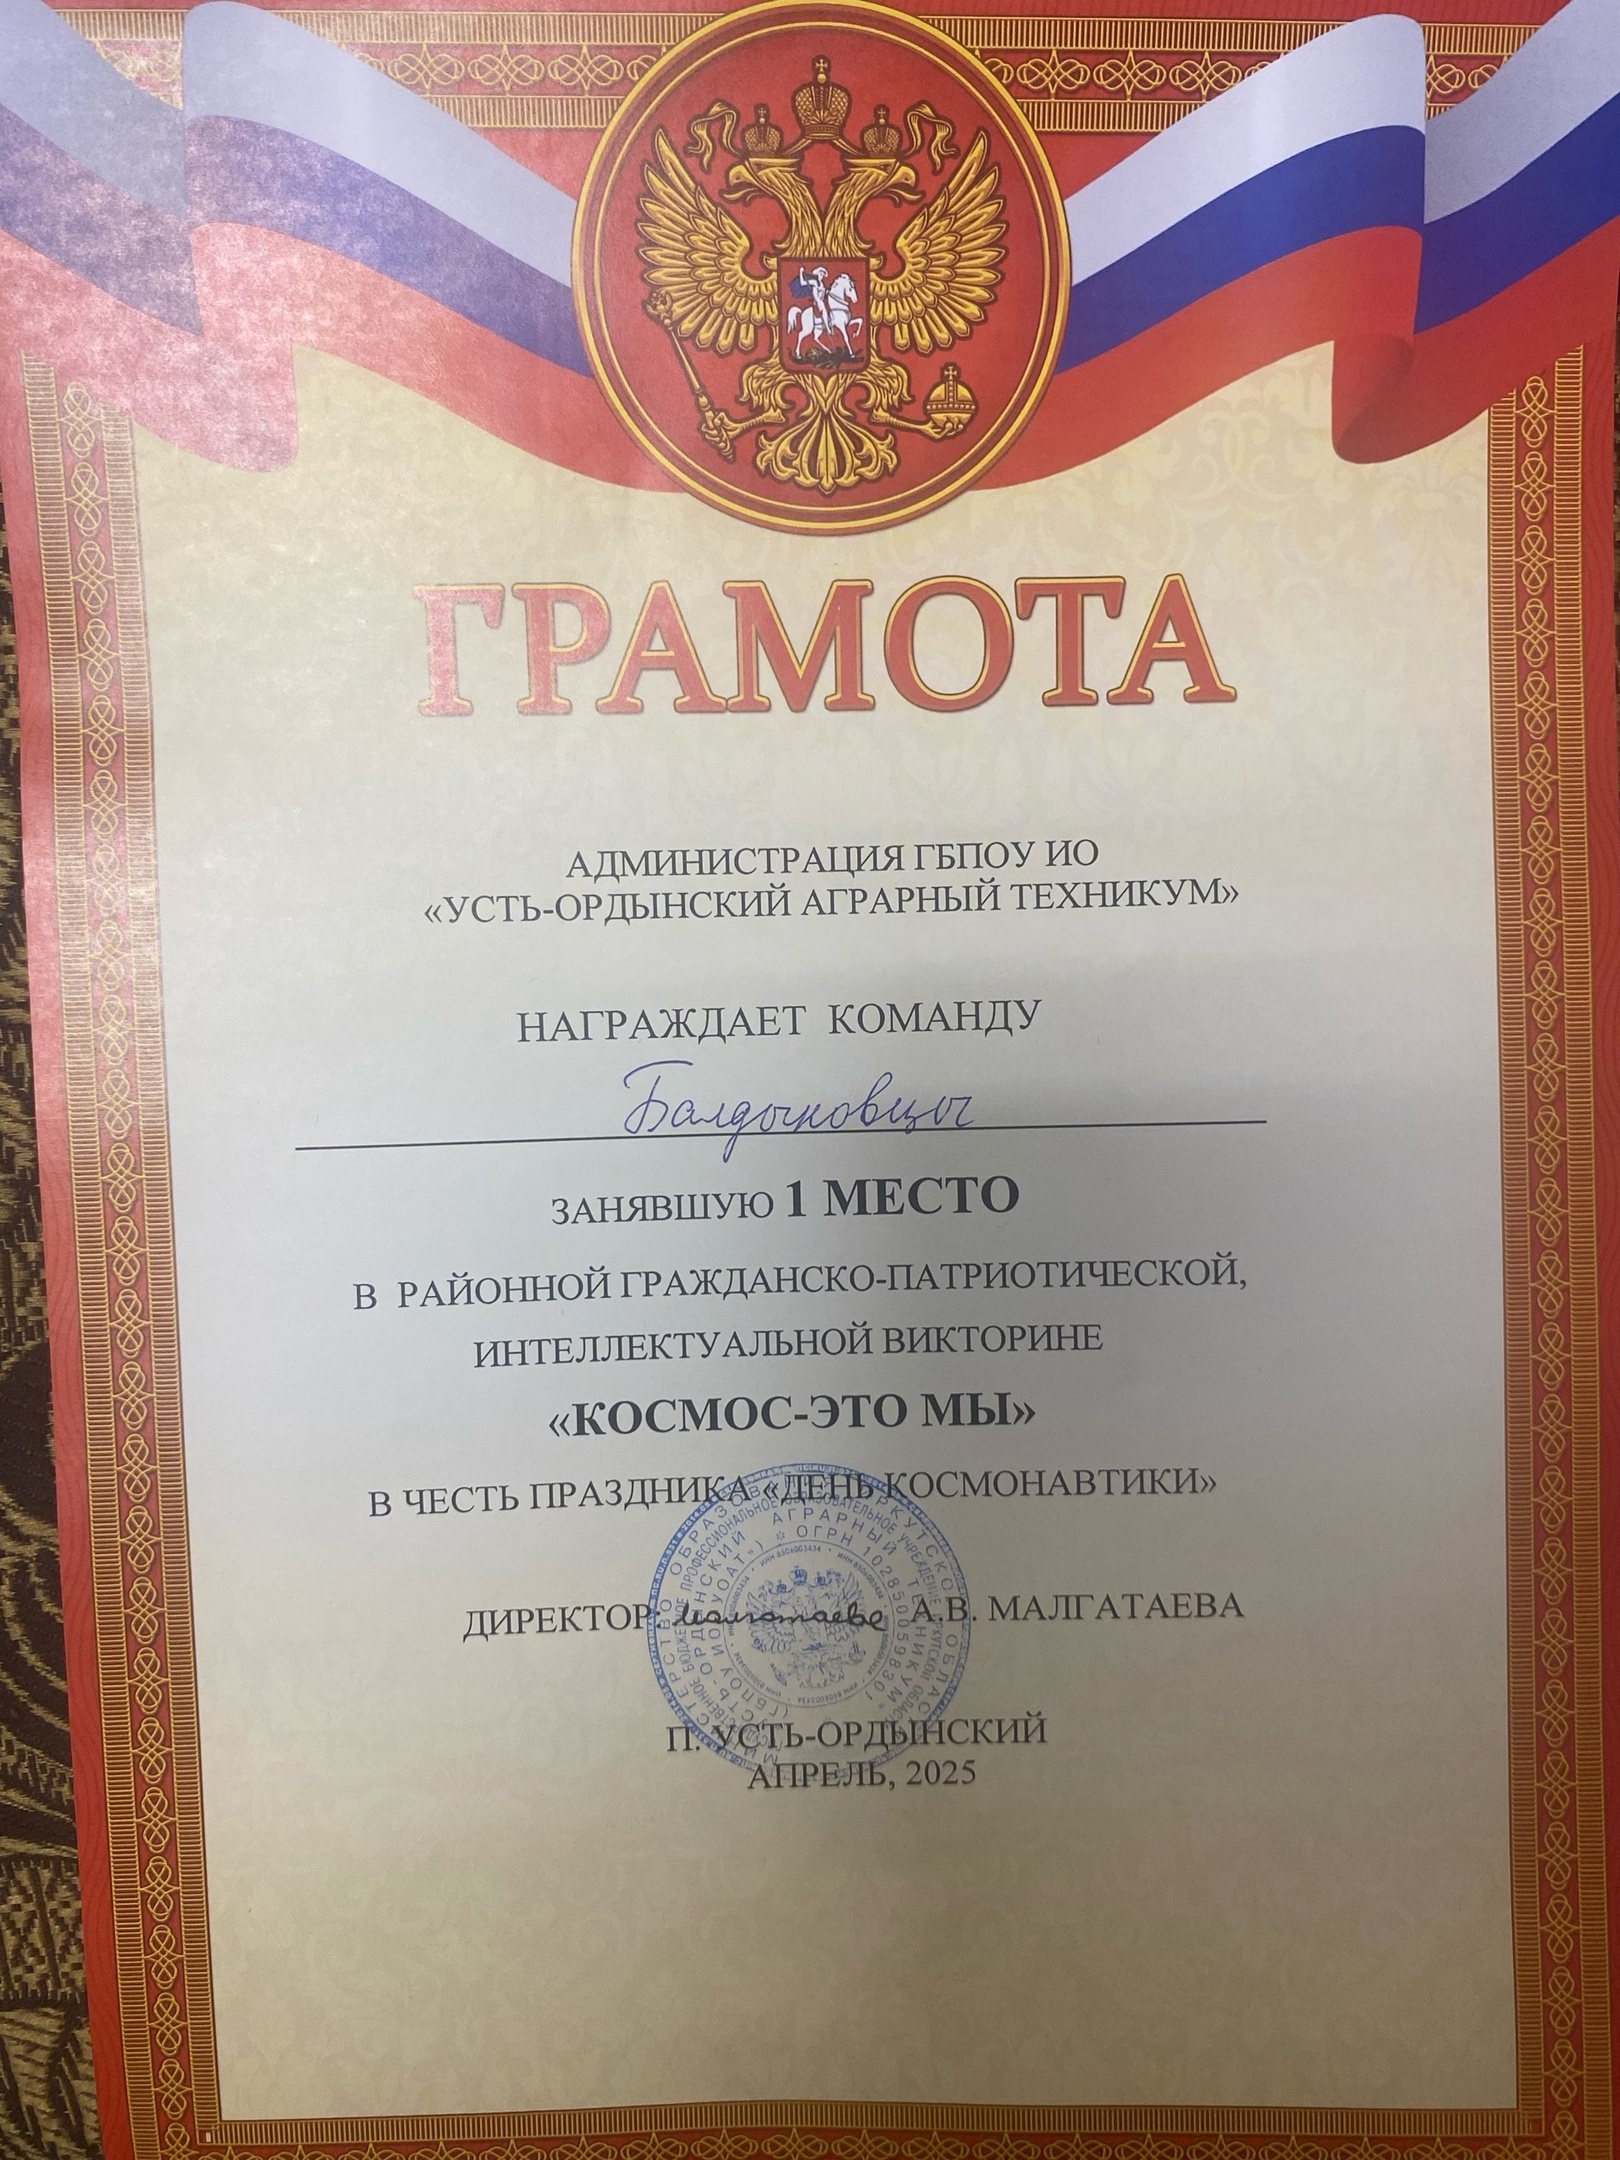 ГРАМОТА
АДМИНИСТРАЦИЯ ГБПОУ ИО
«УСТЬ-ОРДЫНСКИЙ АГРАРНЫЙ ТЕХНИКУМ»
НАГРАЖДАЕТ КОМАНДУ
Балдыновцы
ЗАНЯВШУЮ 1 МЕСТО
В РАЙОННОЙ ГРАЖДАНСКО-ПАТРИОТИЧЕСКОЙ,
ИНТЕЛЛЕКТУАЛЬНОЙ ВИКТОРИНЕ
«КОСМОС-ЭТО МЫ»
В ЧЕСТЬ ПРАЗДНИКА «ДЕНЬ КОСМОНАВТИКИ»
ДИРЕКТОР: А.В. МАЛГАТАЕВА
П. УСТЬ-ОРДЫНСКИЙ
АПРЕЛЬ, 2025